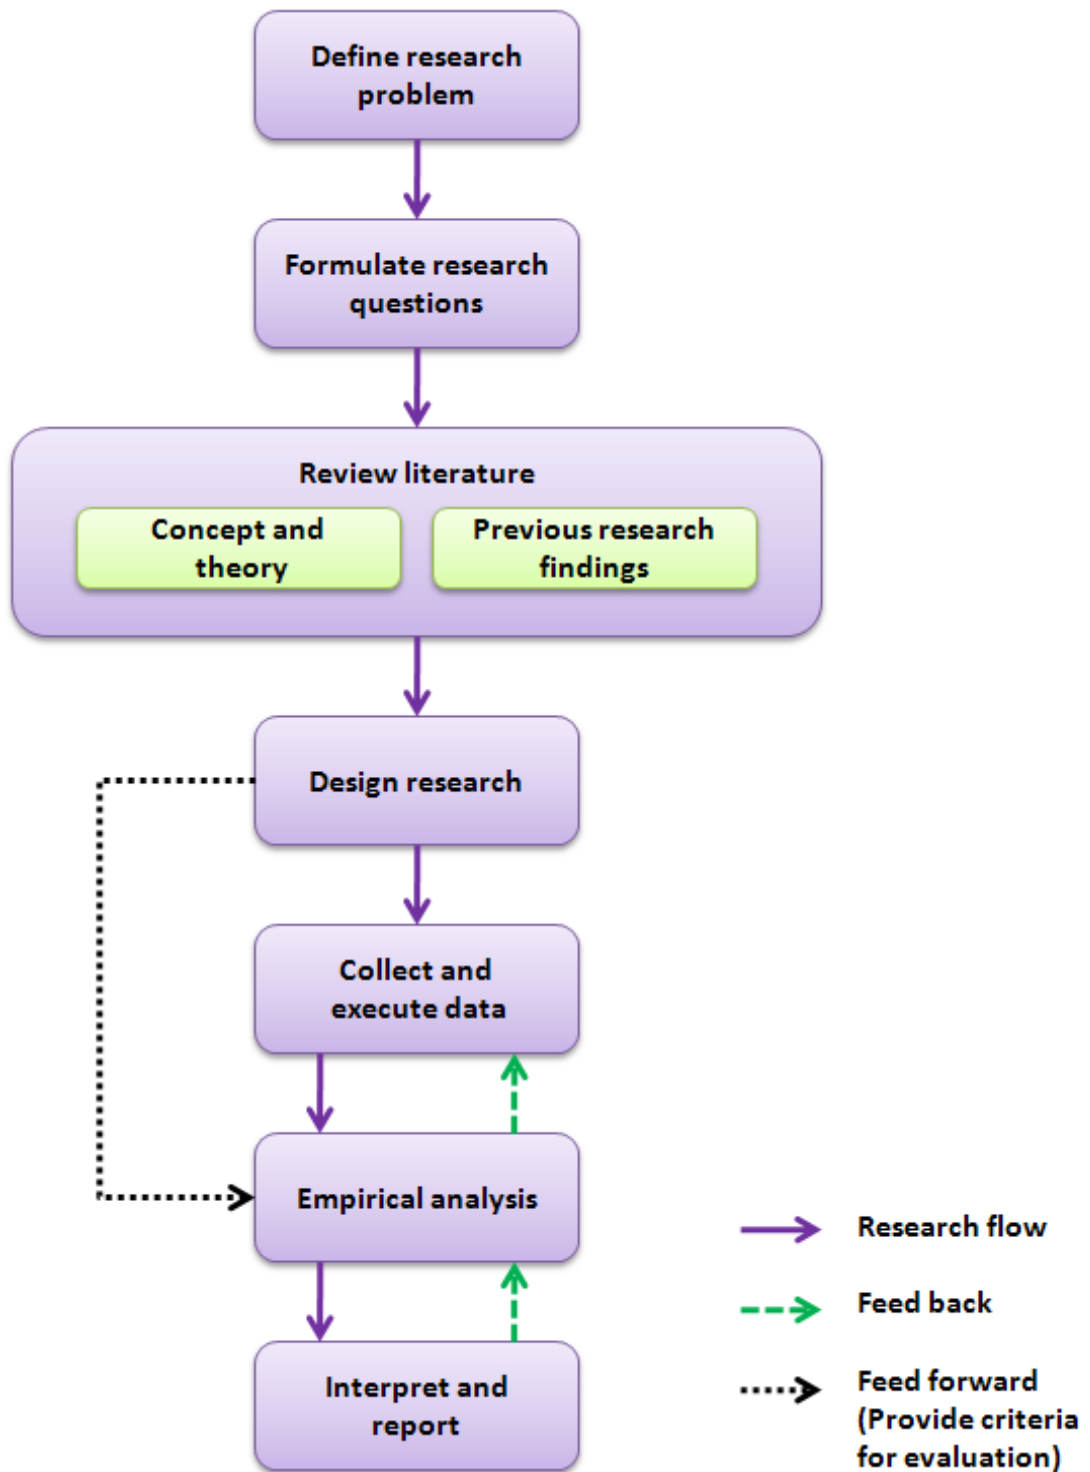 Define research
problem
Formulate research
questions
Review literature
Concept and
theory
Previous research
findings
Design research
Collect and
execute data
Empirical analysis
Interpret and
report
Research flow
Feed back
Feed forward
(Provide criteria
for evaluation)